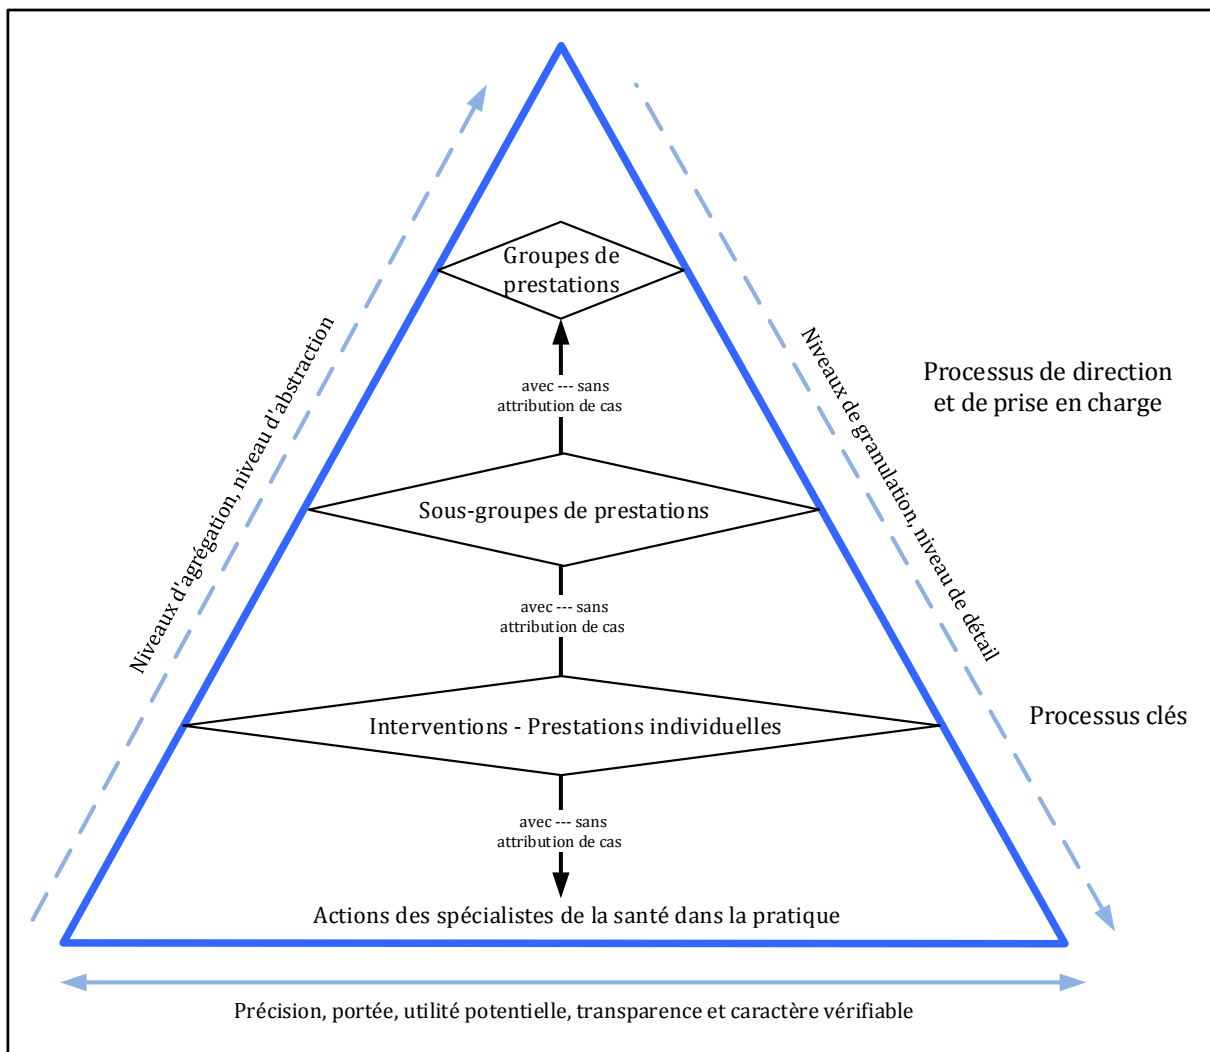 Groupes de
prestations
Niveaux d'agrégation, niveau d'abstraction
Niveaux de granulation, niveau de détail
Processus de direction
et de prise en charge
avec --- sans
attribution de cas
Sous-groupes de prestations
avec --- sans
attribution de cas
Interventions - Prestations individuelles
Processus clés
avec --- sans
attribution de cas
Actions des spécialistes de la santé dans la pratique
Précision, portée, utilité potentielle, transparence et caractère vérifiable